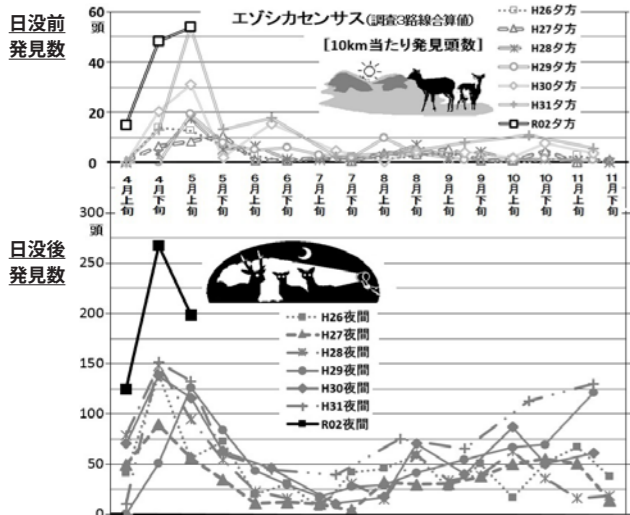 日没前
発見数
エゾシカセンサス(調査3路線合算値)
[10km当たり発見頭数]
60
頭
40
20
0
H26夕方
H27夕方
H28夕方
H29夕方
H30夕方
H31夕方
R02夕方
4月上旬 4月下旬 5月上旬 5月下旬 6月上旬 6月下旬 7月上旬 7月下旬 8月上旬 8月下旬 9月上旬 9月下旬 10月上旬 10月下旬 11月上旬 11月下旬
日没後
発見数
300
頭
250
200
150
100
50
0
H26夜間
H27夜間
H28夜間
H29夜間
H30夜間
H31夜間
R02夜間